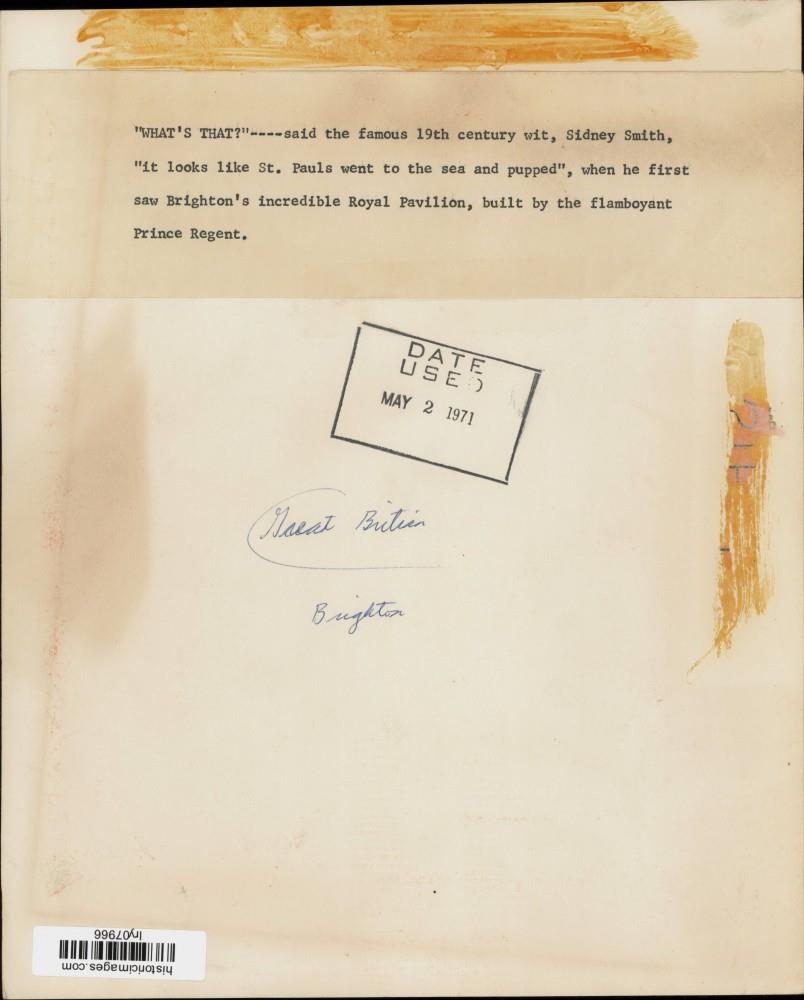 "WHAT'S THAT?"----said the famous 19th century wit, Sidney Smith,
"it looks like St. Pauls went to the sea and pupped", when he first
saw Brighton's incredible Royal Pavilion, built by the flamboyant
Prince Regent.
DATE
USED
MAY 2 1971
Great Britian
Brighton
lry07966
historicimages.com